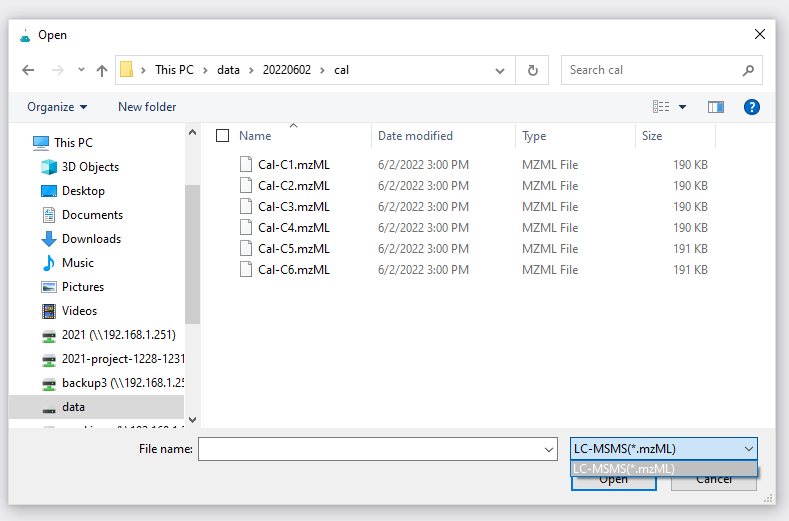 Open
This PC
data
20220602
cal
Search cal
Organize
New folder
?
Name
Date modified
Type
Size
This PC
3D Objects
Desktop
Documents
Downloads
Music
Pictures
Videos
2021 (\\192.168.1.251)
2021-project-1228-1231
backup3 (\\192.168.1.25
data
Cal-C1.mzML 6/2/2022 3:00 PM MZML File 190 KB
Cal-C2.mzML 6/2/2022 3:00 PM MZML File 190 KB
Cal-C3.mzML 6/2/2022 3:00 PM MZML File 190 KB
Cal-C4.mzML 6/2/2022 3:00 PM MZML File 190 KB
Cal-C5.mzML 6/2/2022 3:00 PM MZML File 191 KB
Cal-C6.mzML 6/2/2022 3:00 PM MZML File 191 KB
File name:
LC-MSMS(*.mzML)
LC-MSMS(*.mzML)
Open
Cancel